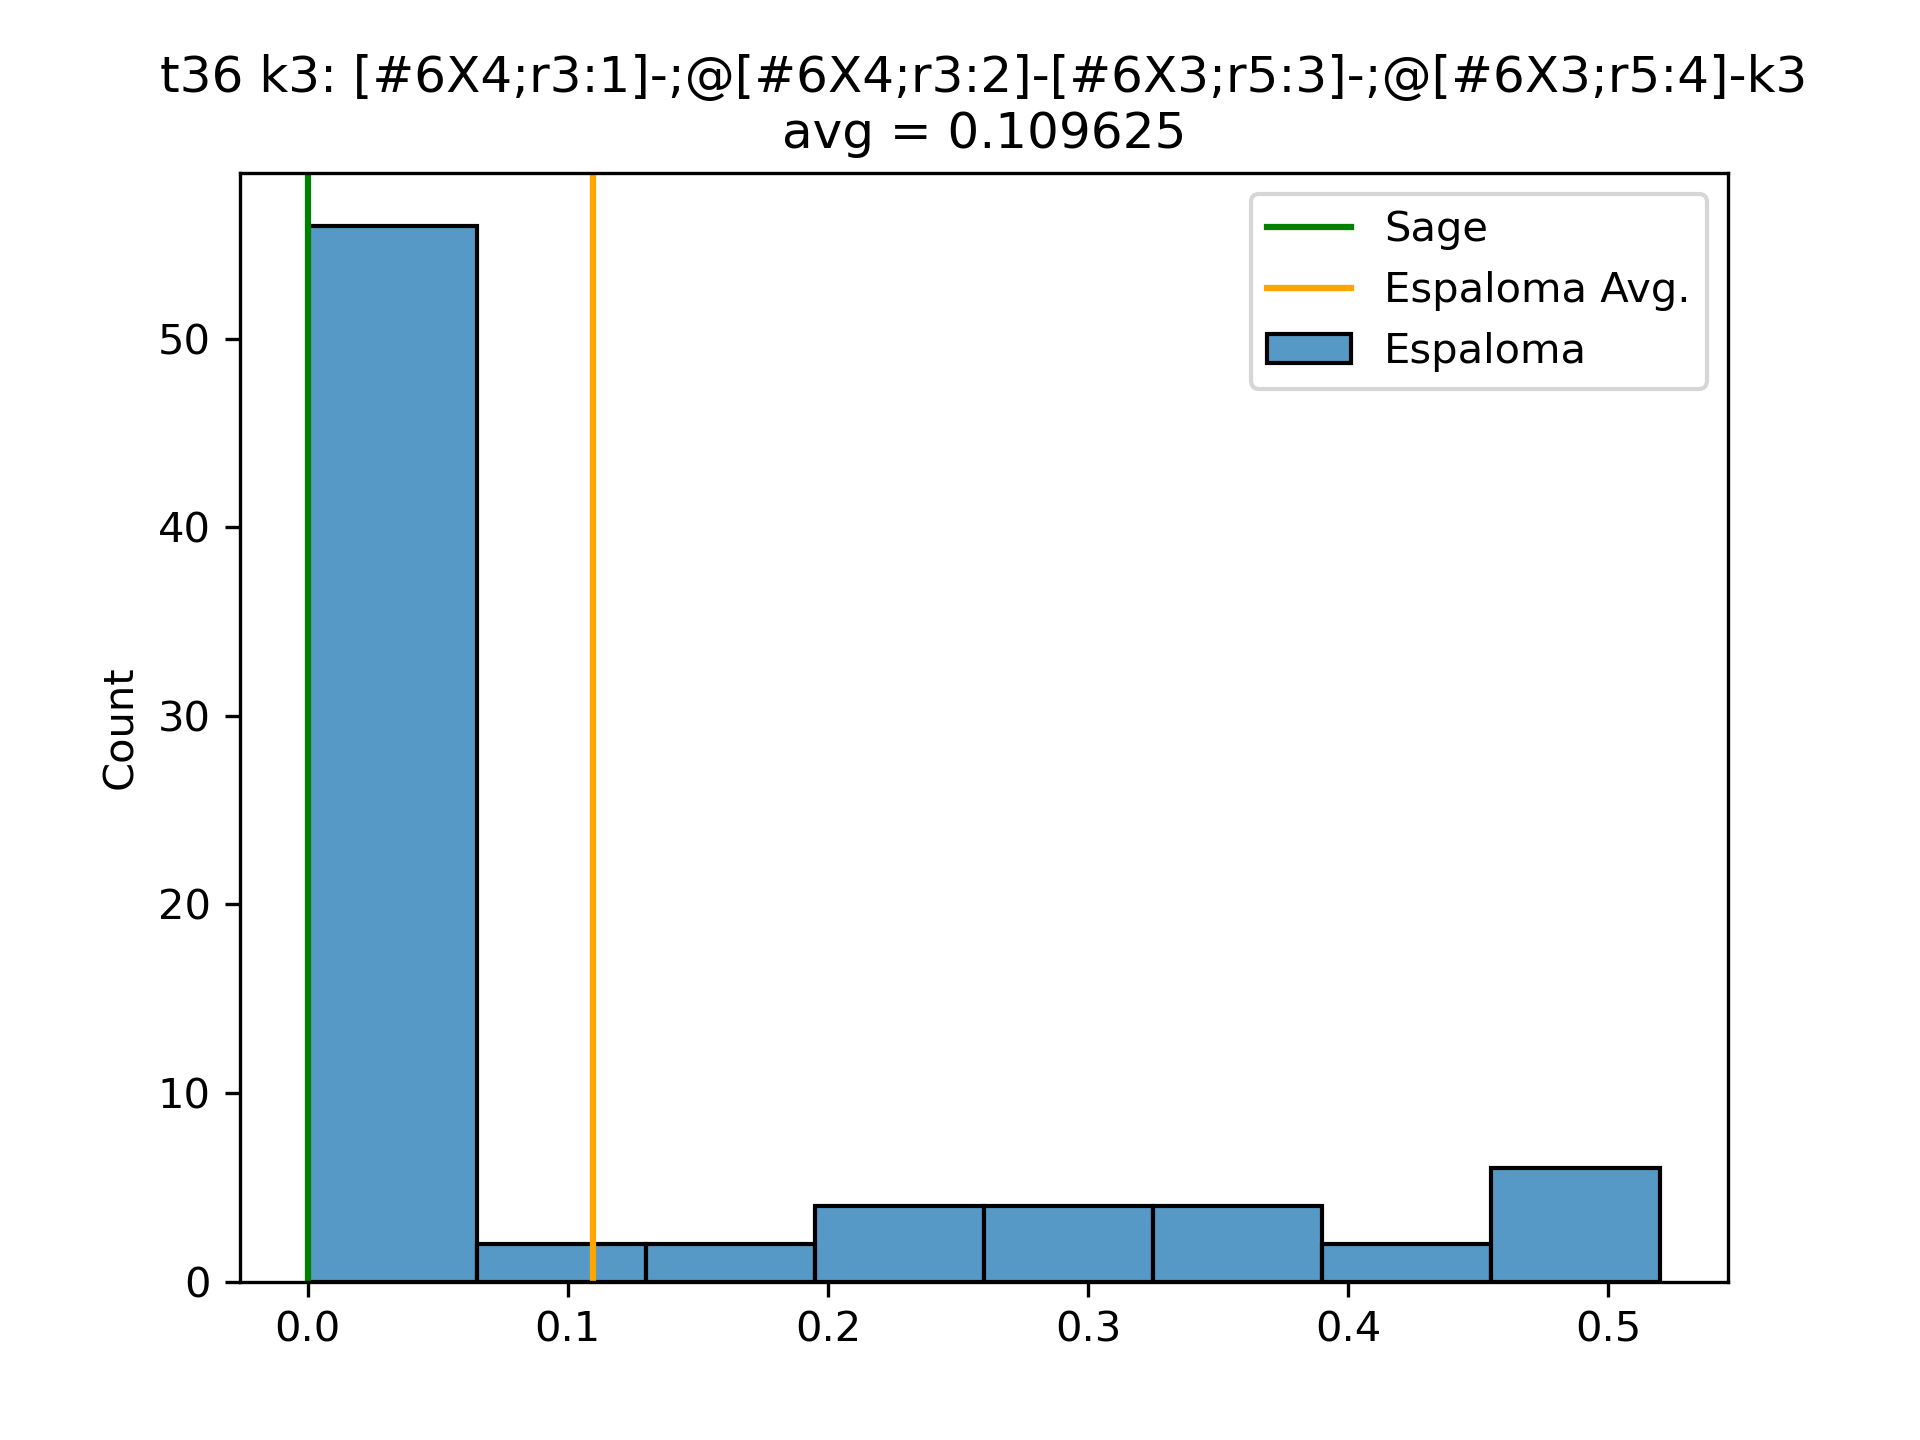 t36 k3: [#6X4;r3:1]-;@[#6X4;r3:2]-[#6X3;r5:3]-;@[#6X3;r5:4]-k3
avg = 0.109625
Sage
Espaloma Avg.
Espaloma
Count
50
40
30
20
10
0
0.0 0.1 0.2 0.3 0.4 0.5